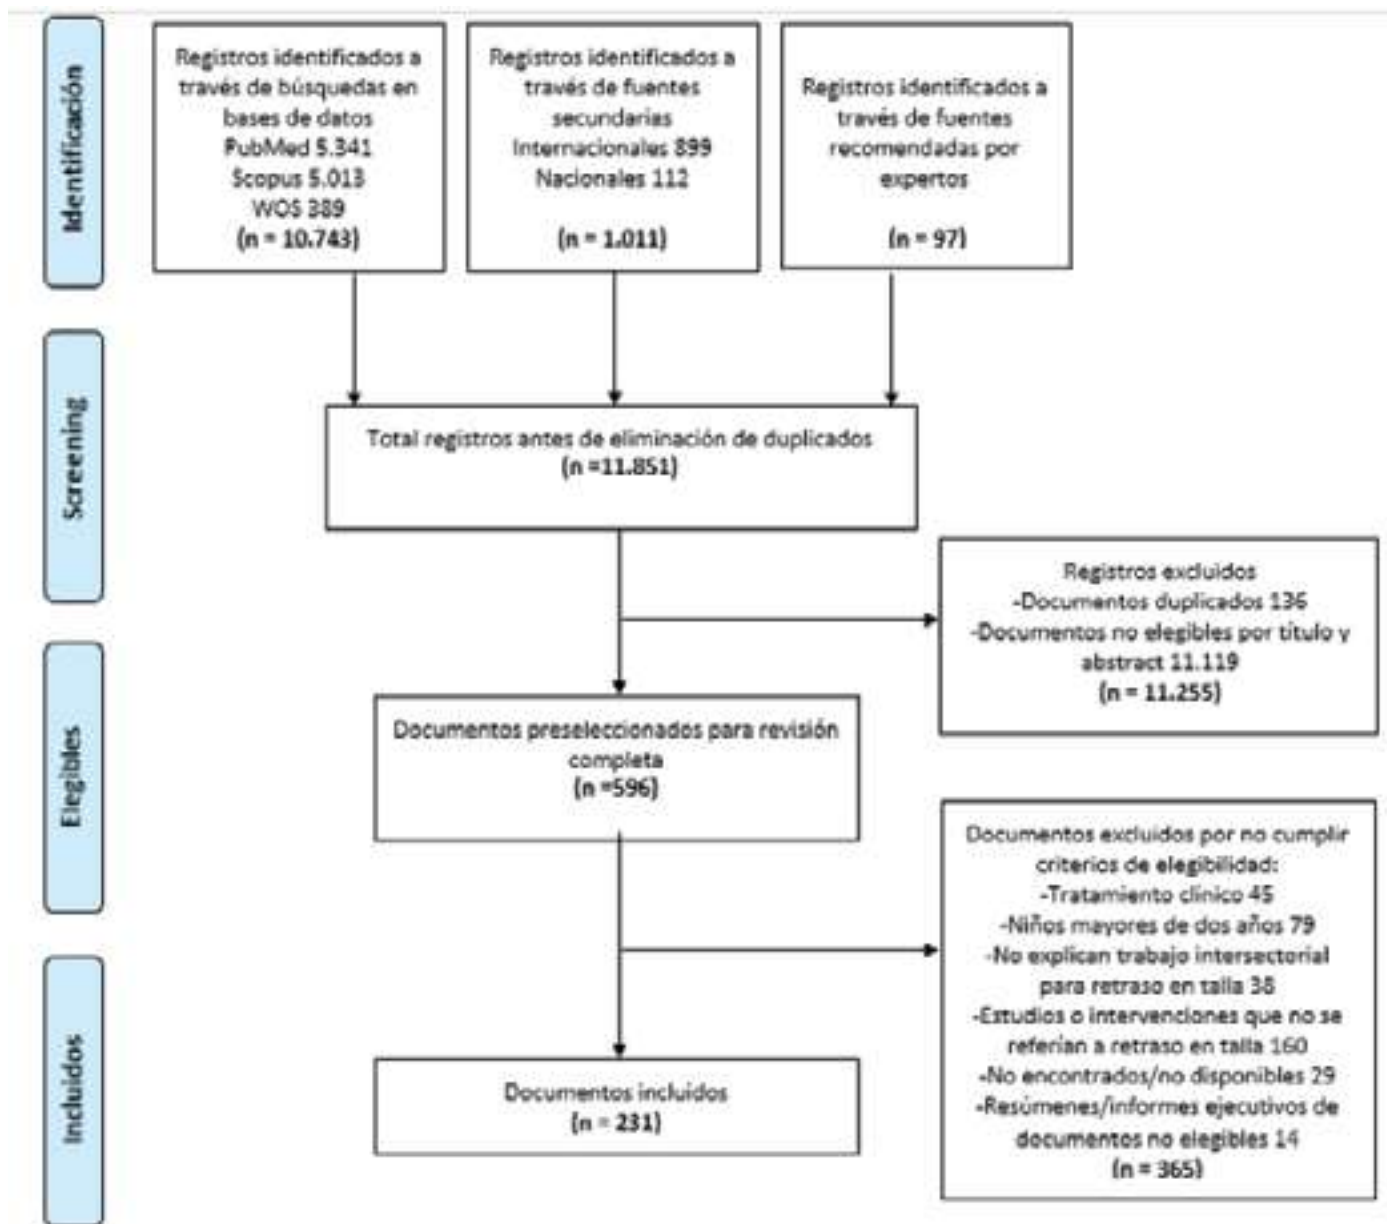 Identificación
Registros identificados a
través de búsquedas en
bases de datos
PubMed 5.341
Scopus 5.013
WOS 389
(n = 10.743)
Registros identificados a
través de fuentes
secundarias
Internacionales 899
Nacionales 112
(n = 1.011)
Registros identificados a
través de fuentes
recomendadas por
expertos
(n = 97)
Screening
Total registros antes de eliminación de duplicados
(n =11.851)
Registros excluidos
-Documentos duplicados 136
-Documentos no elegibles por título y
abstract 11.119
(n = 11.255)
Elegibles
Documentos preseleccionados para revisión
completa
(n =596)
Documentos excluidos por no cumplir
criterios de elegibilidad:
-Tratamiento clínico 45
-Niños mayores de dos años 79
-No explican trabajo intersectorial
para retraso en talla 38
-Estudios o intervenciones que no se
referían a retraso en talla 160
-No encontrados/no disponibles 29
-Resúmenes/informes ejecutivos de
documentos no elegibles 14
(n = 365)
Incluidos
Documentos incluidos
(n = 231)